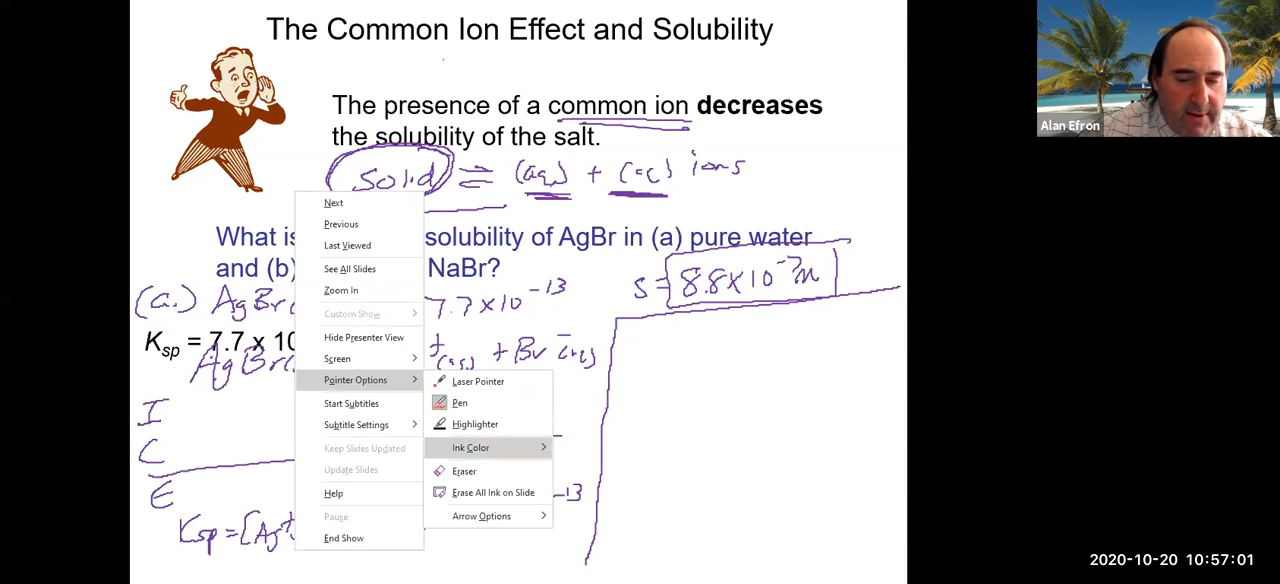 The Common Ion Effect and Solubility
The presence of a common ion decreases
the solubility of the salt.
solid ⇌ (aq) + (aq) ions
What is solubility of AgBr in (a) pure water
and (b) NaBr?
s = 8.8 x 10^-7 m
(a.) AgBr 7.7 x 10^-13
Ksp = 7.7 x 10
AgBr( + (aq) + Br - (aq)
I
C
E -13
Ksp = [Ag+
Next
Previous
Last Viewed
See All Slides
Zoom In
Custom Show
Hide Presenter View
Screen
Pointer Options
Start Subtitles
Subtitle Settings
Keep Slides Updated
Update Slides
Help
Pause
End Show
Laser Pointer
Pen
Highlighter
Ink Color
Eraser
Erase All Ink on Slide
Arrow Options
Alan Efron
2020-10-20 10:57:01